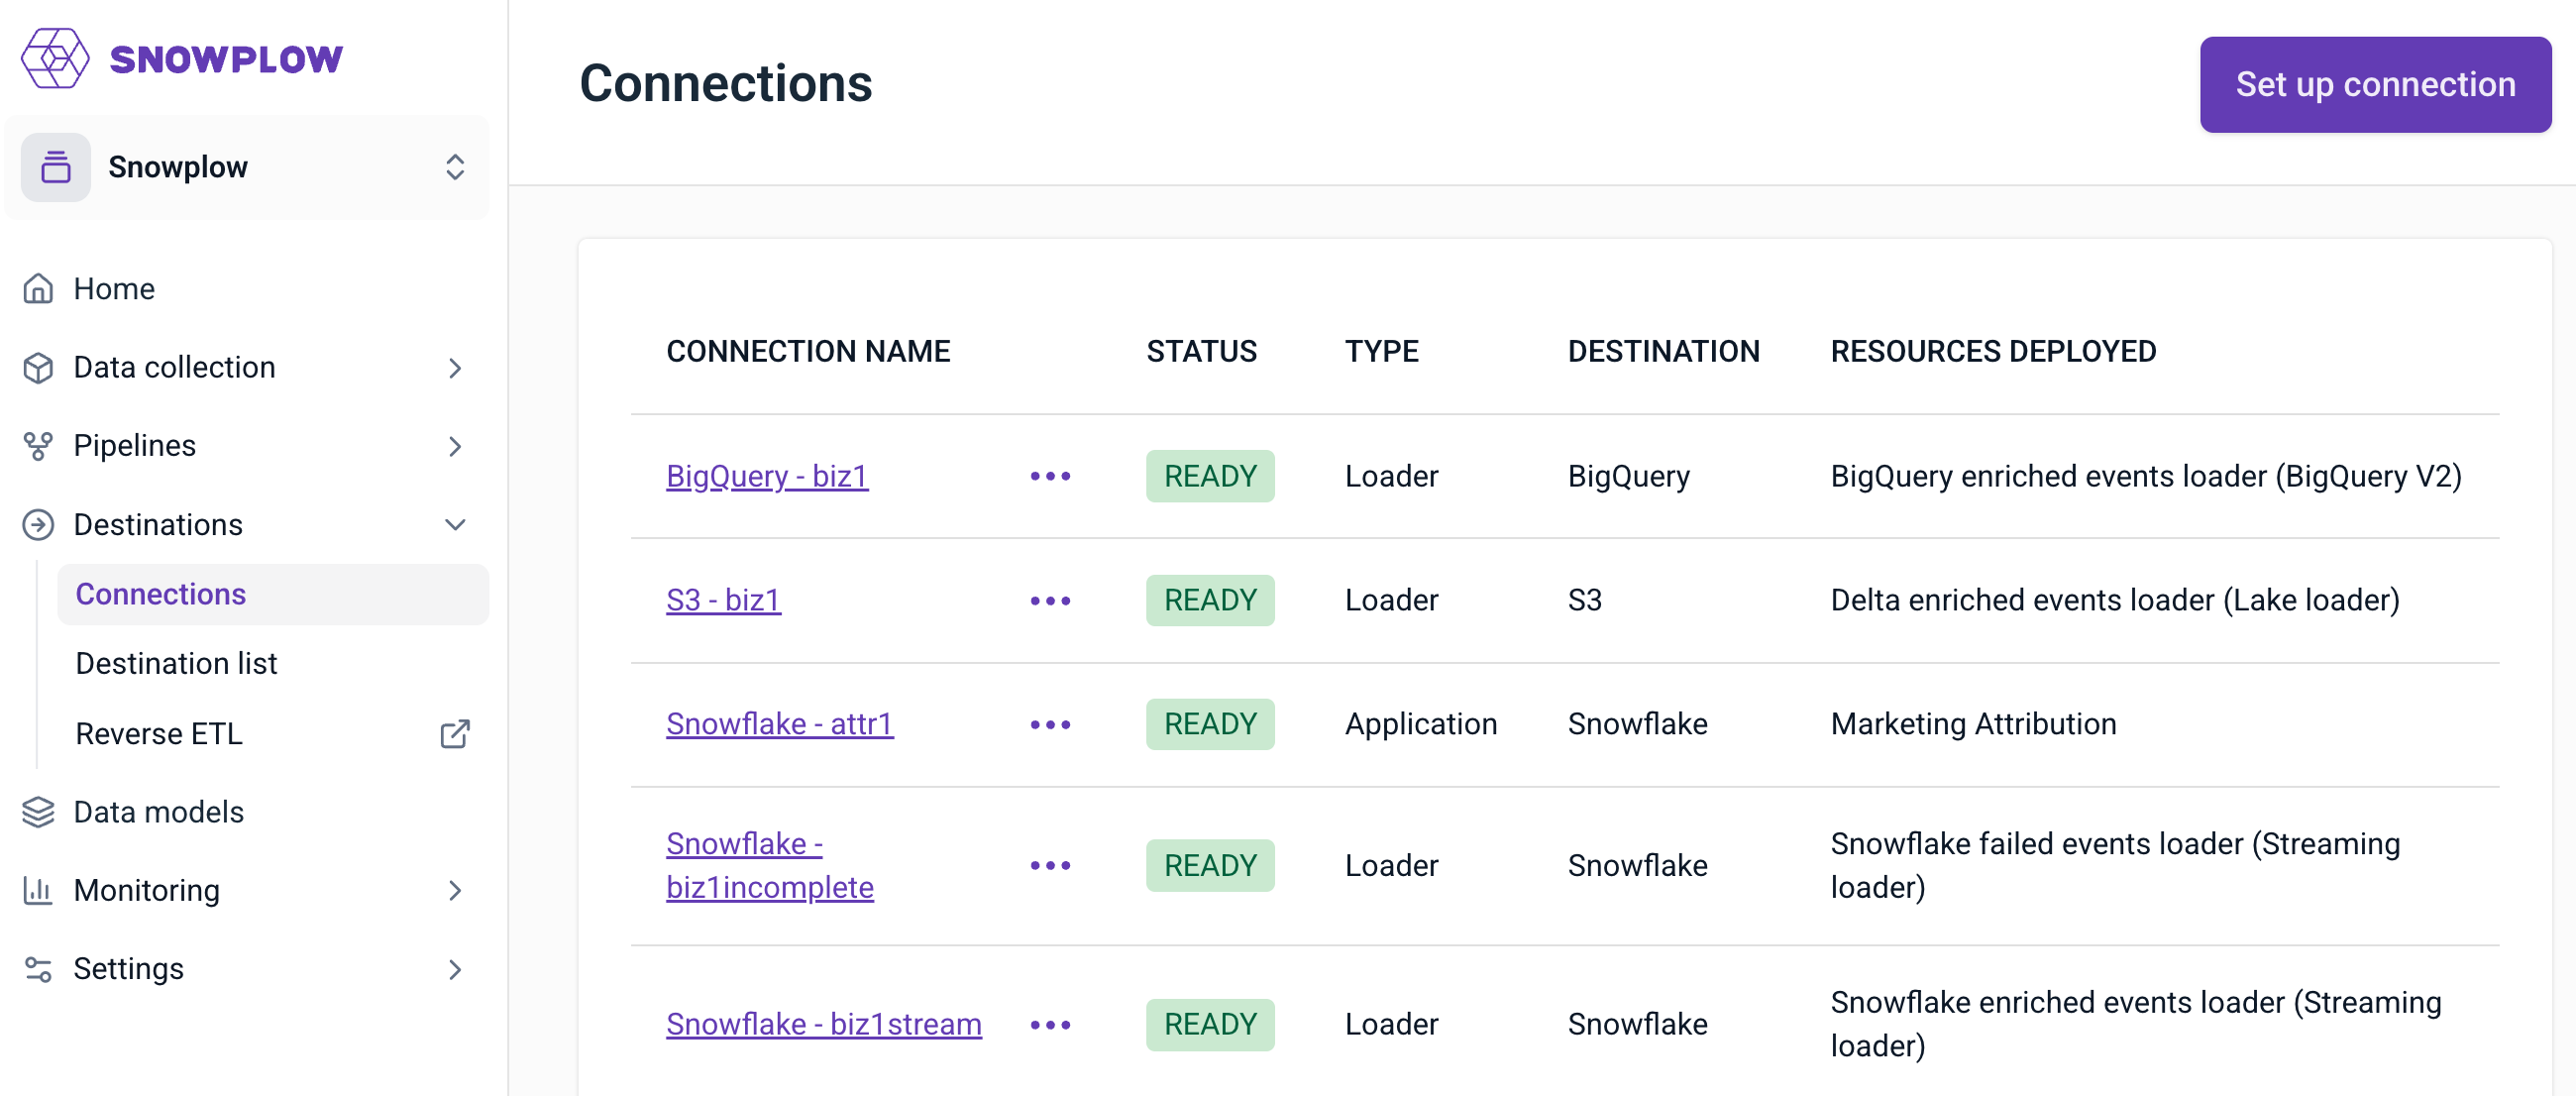 SNOWPLOW
Snowplow
Home
Data collection
Pipelines
Destinations
Connections
Destination list
Reverse ETL
Data models
Monitoring
Settings
Connections
Set up connection
CONNECTION NAME STATUS TYPE DESTINATION RESOURCES DEPLOYED
BigQuery - biz1 READY Loader BigQuery BigQuery enriched events loader (BigQuery V2)
S3 - biz1 READY Loader S3 Delta enriched events loader (Lake loader)
Snowflake - attr1 READY Application Snowflake Marketing Attribution
Snowflake -
biz1incomplete READY Loader Snowflake Snowflake failed events loader (Streaming
loader)
Snowflake - biz1stream READY Loader Snowflake Snowflake enriched events loader (Streaming
loader)